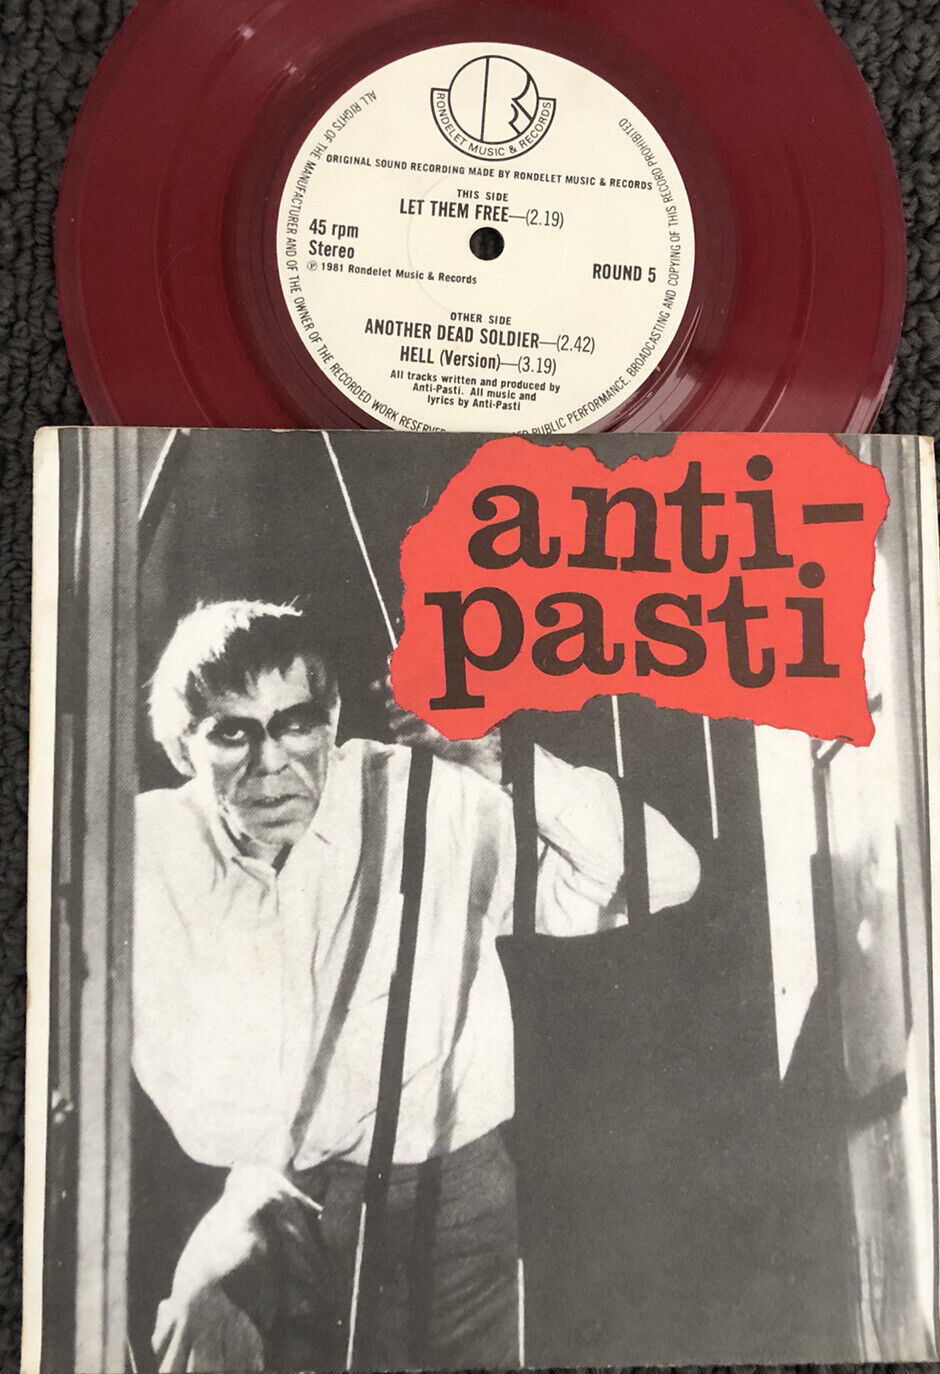 RONDELET MUSIC & RECORDS
ORIGINAL SOUND RECORDING MADE BY RONDELET MUSIC & RECORDS
THIS SIDE
LET THEM FREE—(2.19)
45 rpm
Stereo
℗ 1981 Rondelet Music & Records
ROUND 5
OTHER SIDE
ANOTHER DEAD SOLDIER—(2.42)
HELL (Version)—(3.19)
All tracks written and produced by
Anti-Pasti. All music and
lyrics by Anti-Pasti
ALL RIGHTS OF THE MANUFACTURER AND OF THE OWNER OF THE RECORDED WORK RESERVED PUBLIC PERFORMANCE, BROADCASTING AND COPYING OF THIS RECORD PROHIBITED
anti-
pasti